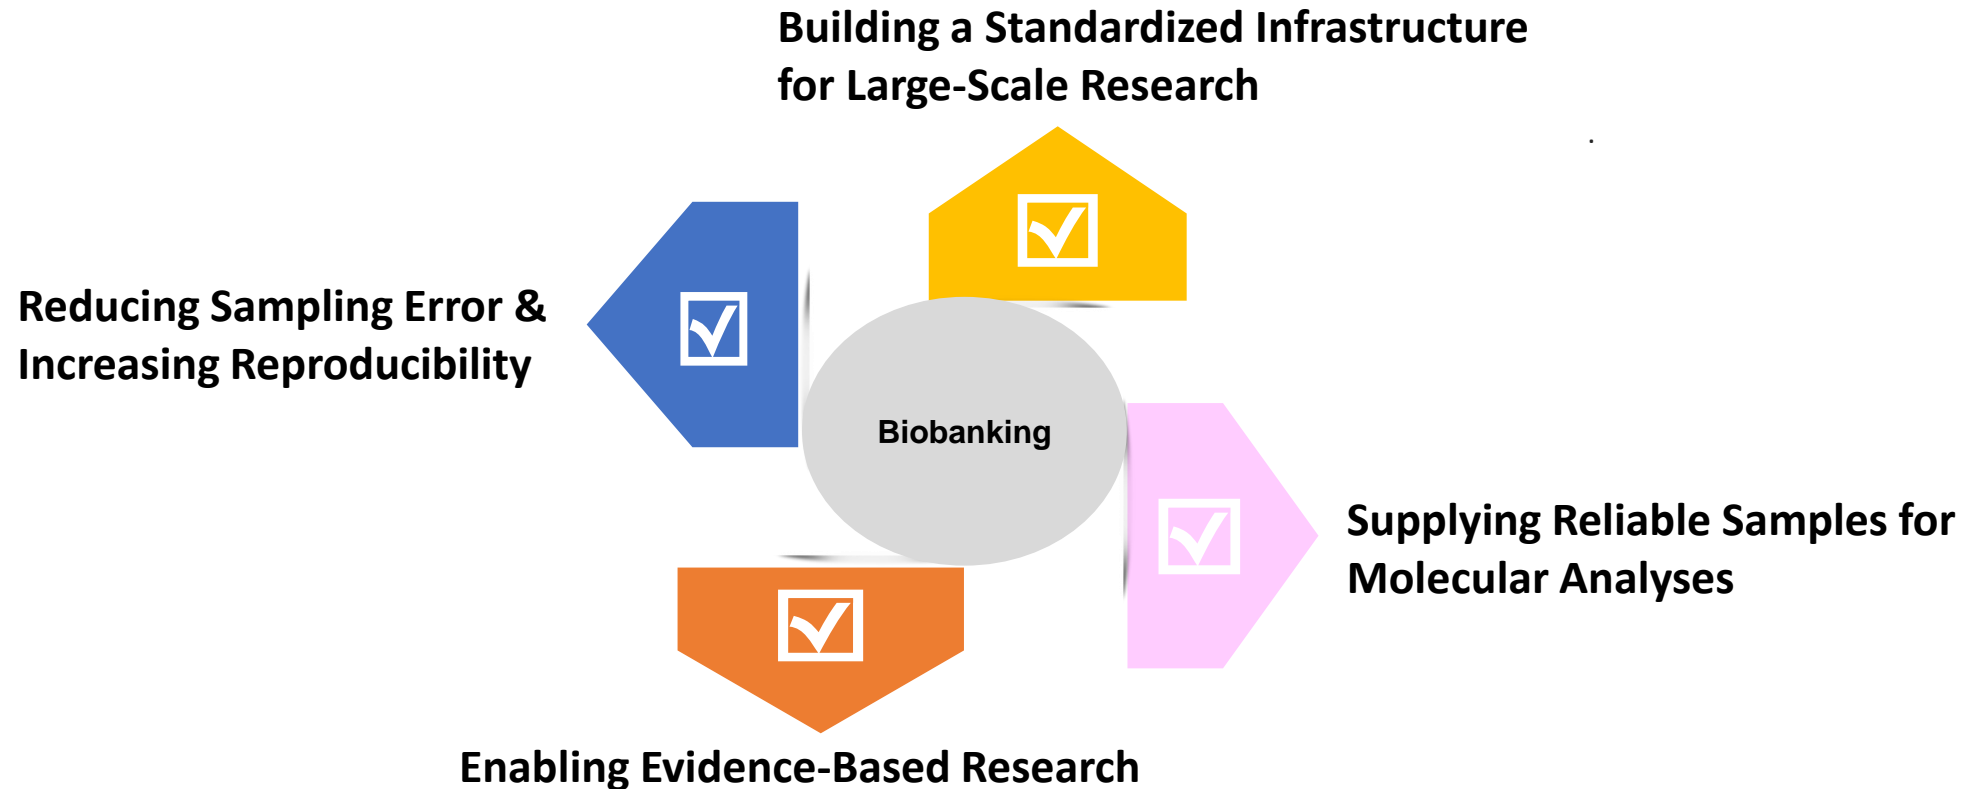 Building a Standardized Infrastructure
for Large-Scale Research
.
Reducing Sampling Error &
Increasing Reproducibility
Biobanking
Supplying Reliable Samples for
Molecular Analyses
Enabling Evidence-Based Research